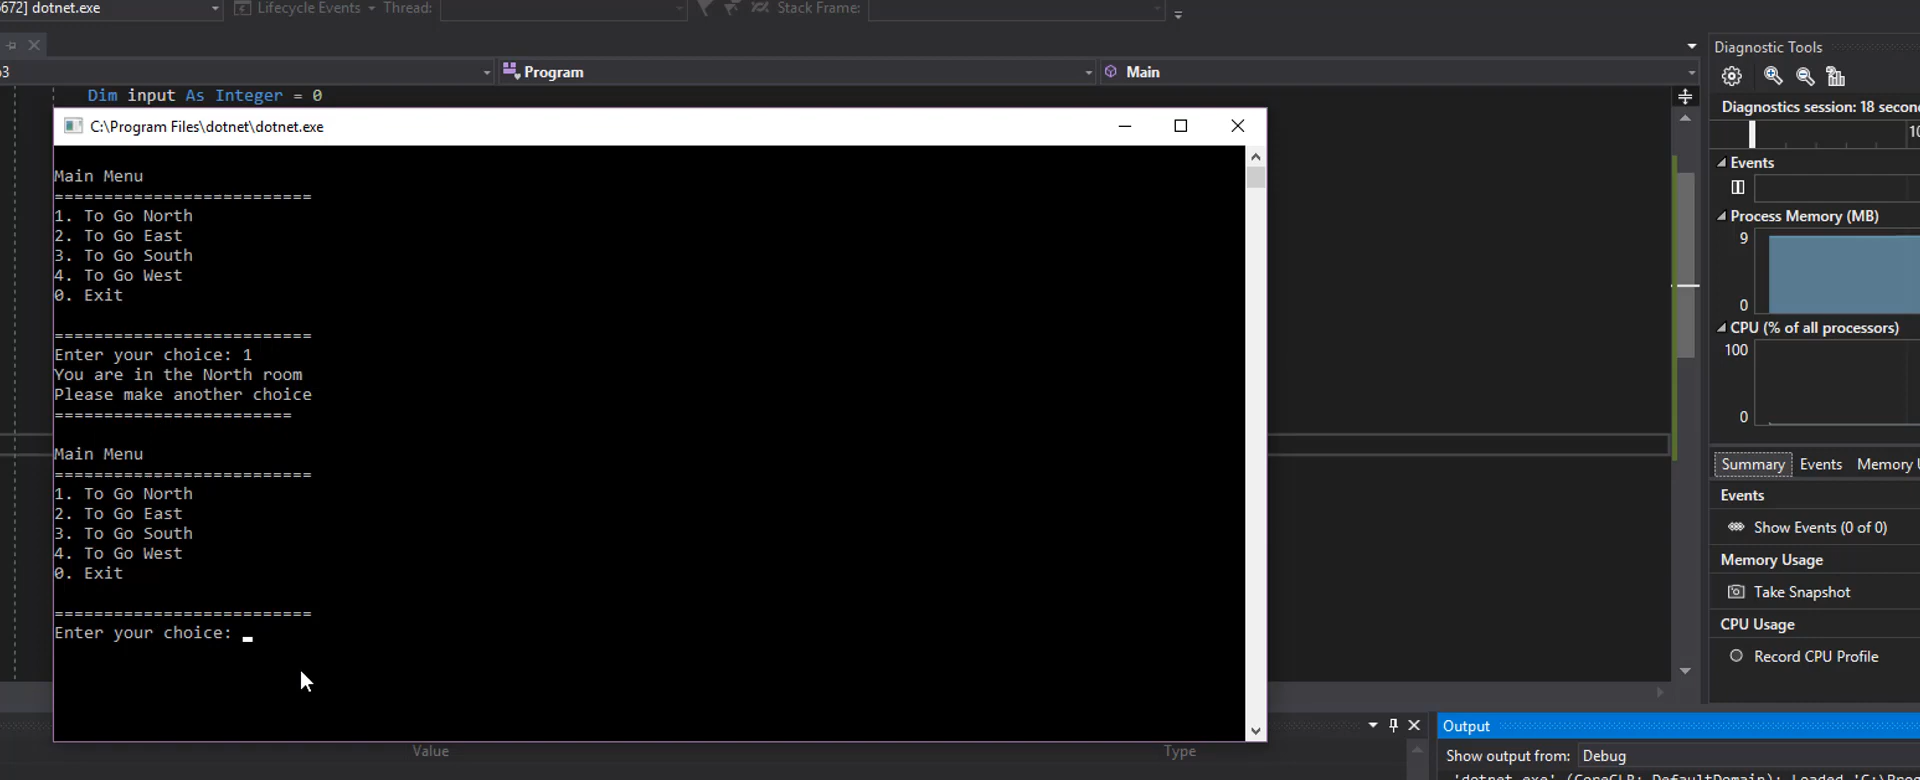 672] dotnet.exe
Lifecycle Events
Thread:
Stack Frame:
Program
Main
Dim input As Integer = 0
C:\Program Files\dotnet\dotnet.exe
Main Menu
==========================
1. To Go North
2. To Go East
3. To Go South
4. To Go West
0. Exit
==========================
Enter your choice: 1
You are in the North room
Please make another choice
========================
Main Menu
==========================
1. To Go North
2. To Go East
3. To Go South
4. To Go West
0. Exit
==========================
Enter your choice:
Value
Type
Diagnostic Tools
Diagnostics session: 18 secon
10
Events
Process Memory (MB)
9
0
CPU (% of all processors)
100
0
Summary
Events
Memory U
Events
Show Events (0 of 0)
Memory Usage
Take Snapshot
CPU Usage
Record CPU Profile
Output
Show output from:
Debug